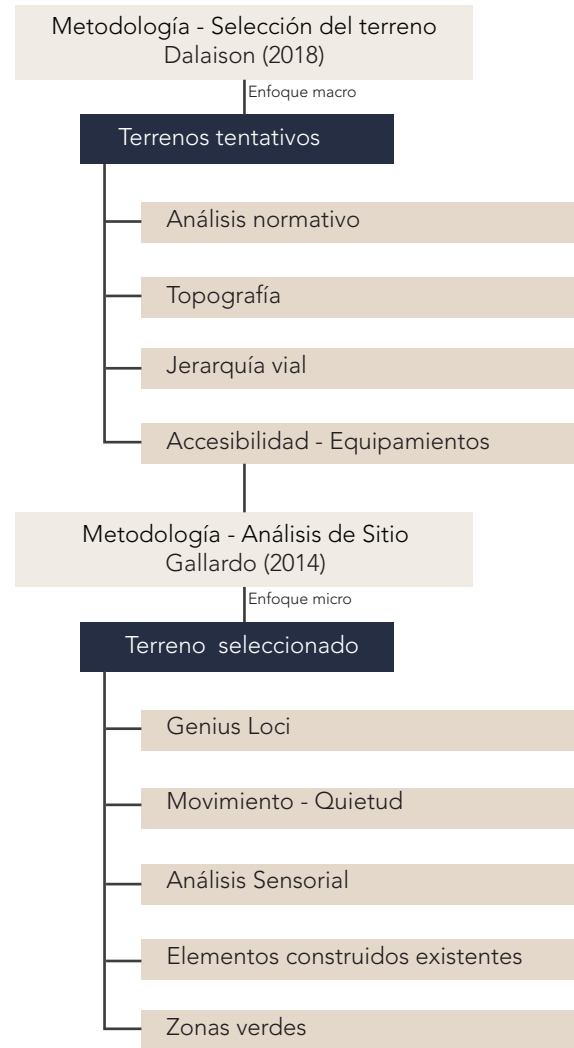 Metodología - Selección del terreno
Dalaison (2018)
Enfoque macro
Terrenos tentativos
Análisis normativo
Topografía
Jerarquía vial
Accesibilidad - Equipamientos
Metodología - Análisis de Sitio
Gallardo (2014)
Enfoque micro
Terreno seleccionado
Genius Loci
Movimiento - Quietud
Análisis Sensorial
Elementos construidos existentes
Zonas verdes